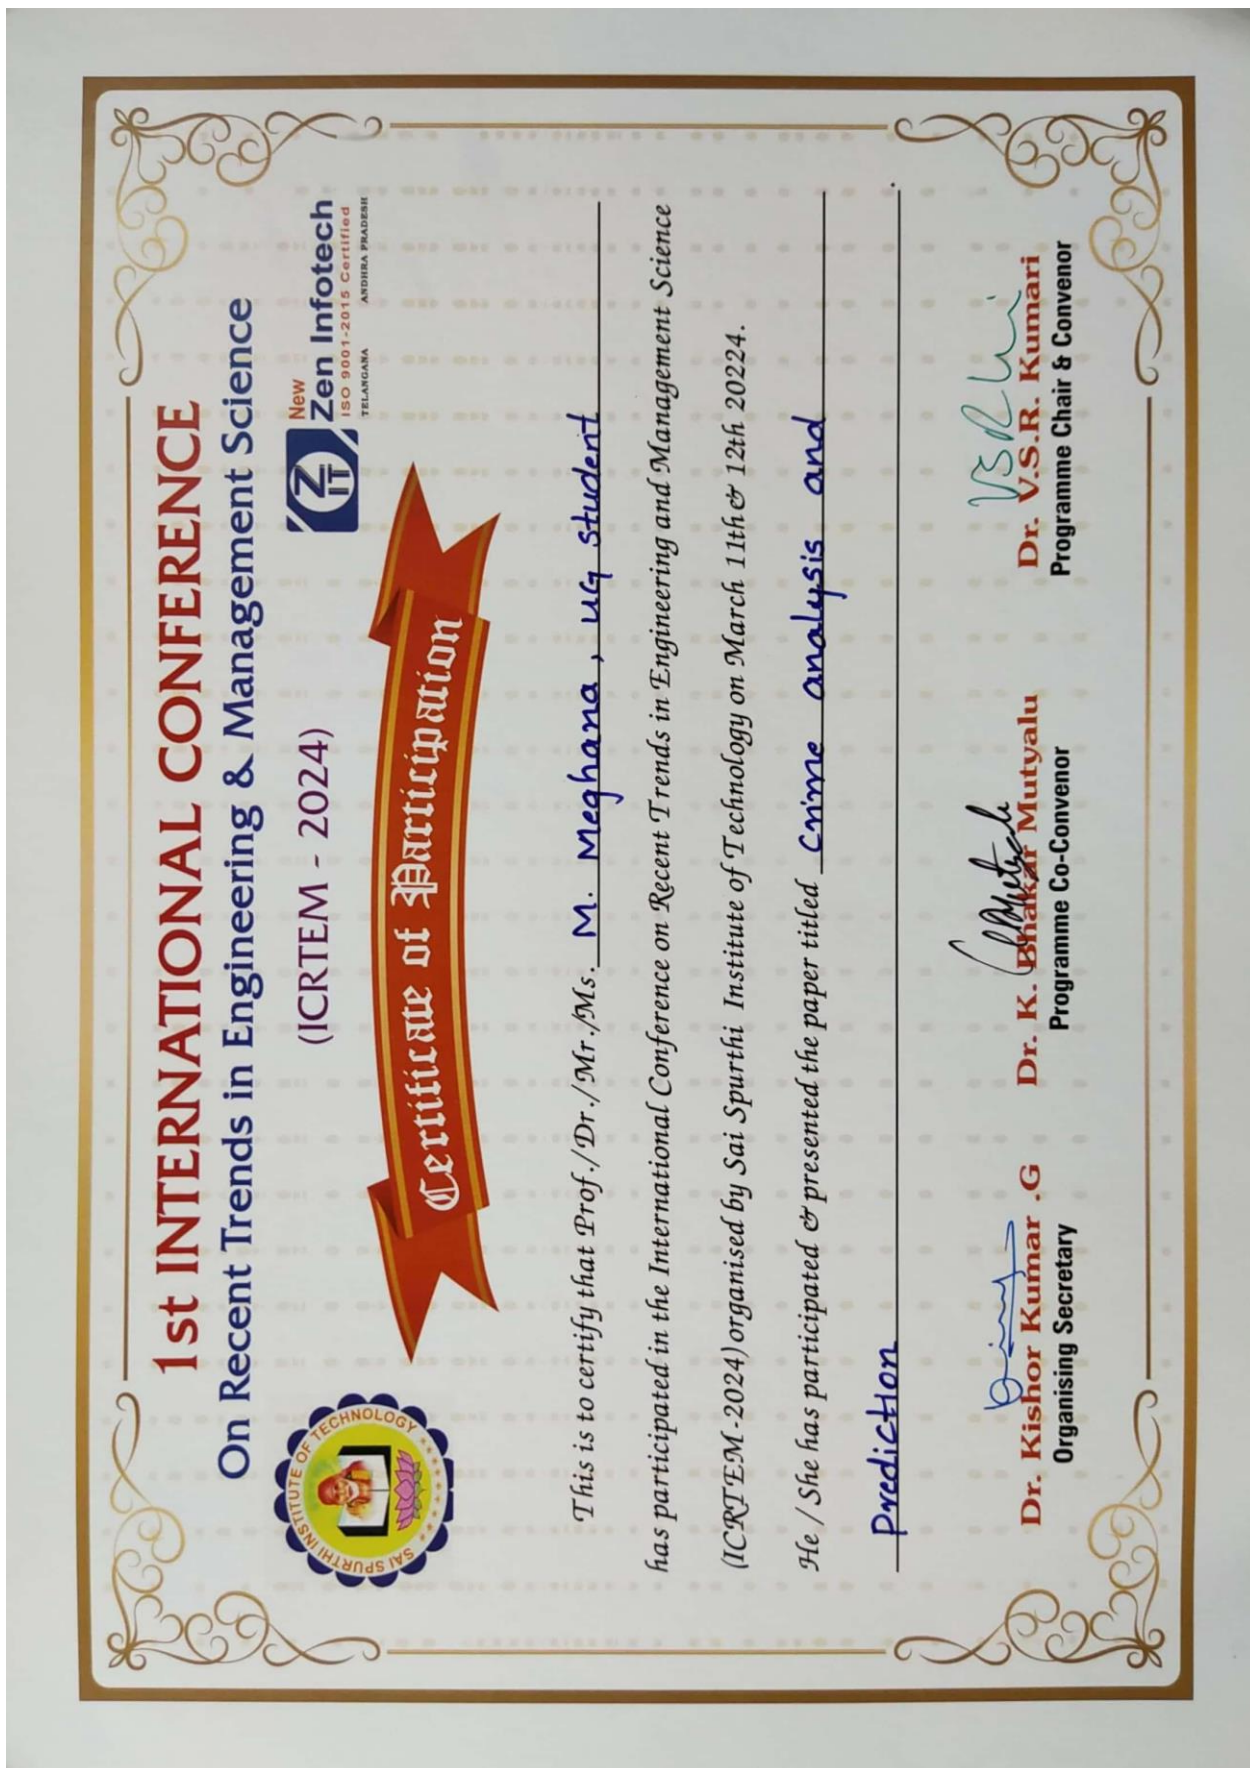 1st INTERNATIONAL CONFERENCE
On Recent Trends in Engineering & Management Science
(ICRTEM - 2024)
SAI SPURTHI INSTITUTE OF TECHNOLOGY
New
Zen Infotech
ISO 9001-2015 Certified
TELANGANA ANDHRA PRADESH
ZIT
Certificate of Participation
This is to certify that Prof./Dr./Mr./Ms. M. Meghana, UG student
has participated in the International Conference on Recent Trends in Engineering and Management Science
(ICRTEM-2024)organised by Sai Spurthi Institute of Technology on March 11th& 12th 20224.
He / She has participated & presented the paper titled crime analysis and
prediction.
Dr. Kishor Kumar .G
Organising Secretary
Dr. K. Bhakar Mutyalu
Programme Co-Convenor
VSR
Dr. V.S.R. Kumari
Programme Chair & Convenor